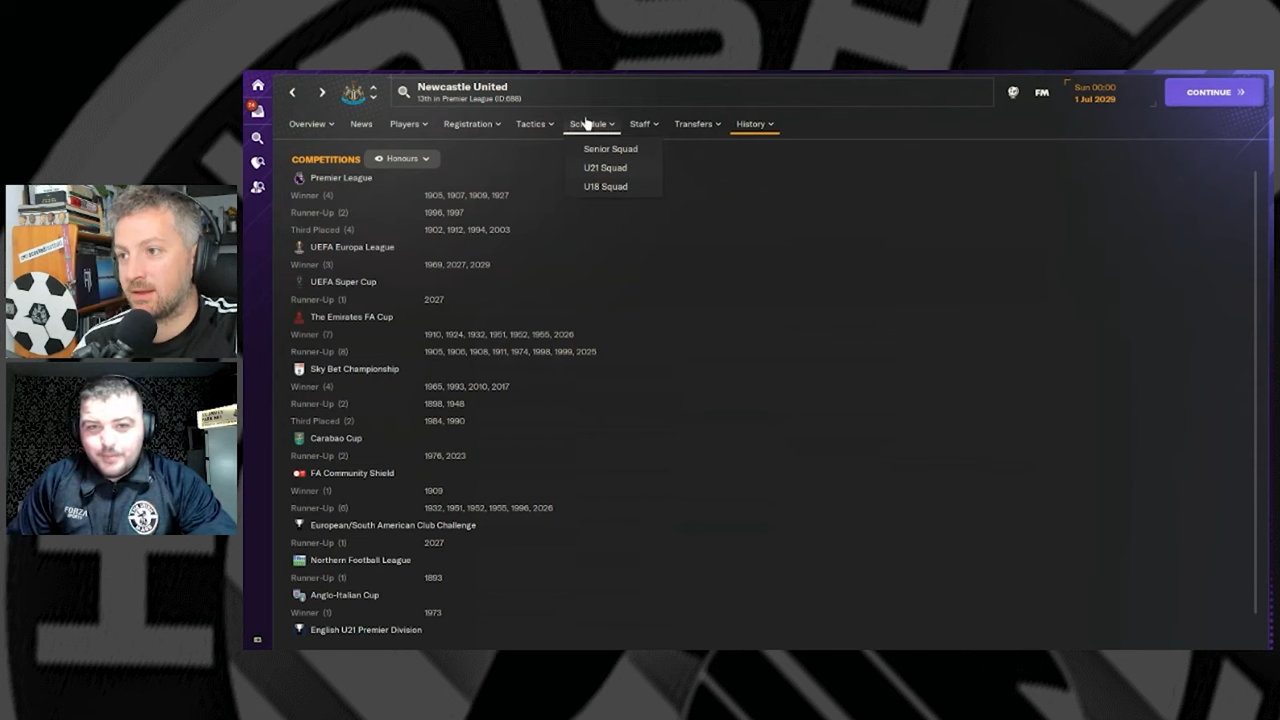 Newcastle United
13th in Premier League (ID:688)
FM
Sun 00:00
1 Jul 2029
CONTINUE
Overview
News
Players
Registration
Tactics
Schedule
Staff
Transfers
History
Senior Squad
U21 Squad
U18 Squad
COMPETITIONS
Honours
Premier League
Winner (4) 1905, 1907, 1909, 1927
Runner-Up (2) 1996, 1997
Third Placed (4) 1902, 1912, 1994, 2003
UEFA Europa League
Winner (3) 1969, 2027, 2029
UEFA Super Cup
Runner-Up (1) 2027
The Emirates FA Cup
Winner (7) 1910, 1924, 1932, 1951, 1952, 1955, 2026
Runner-Up (8) 1905, 1906, 1908, 1911, 1974, 1998, 1999, 2025
Sky Bet Championship
Winner (4) 1965, 1993, 2010, 2017
Runner-Up (2) 1898, 1948
Third Placed (2) 1984, 1990
Carabao Cup
Runner-Up (2) 1976, 2023
FA Community Shield
Winner (1) 1909
Runner-Up (6) 1932, 1951, 1952, 1955, 1996, 2026
European/South American Club Challenge
Runner-Up (1) 2027
Northern Football League
Runner-Up (1) 1893
Anglo-Italian Cup
Winner (1) 1973
English U21 Premier Division
FORZA